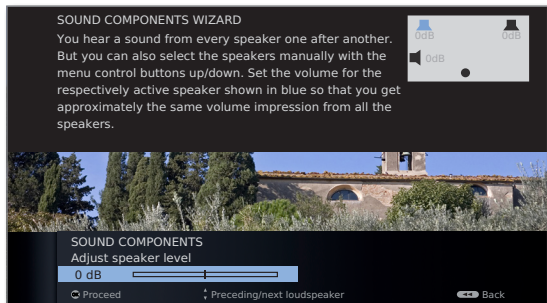 SOUND COMPONENTS WIZARD
You hear a sound from every speaker one after another.
But you can also select the speakers manually with the
menu control buttons up/down. Set the volume for the
respectively active speaker shown in blue so that you get
approximately the same volume impression from all the
speakers.
0dB
0dB
0dB
SOUND COMPONENTS
Adjust speaker level
0 dB
OK Proceed
Preceding/next loudspeaker
Back